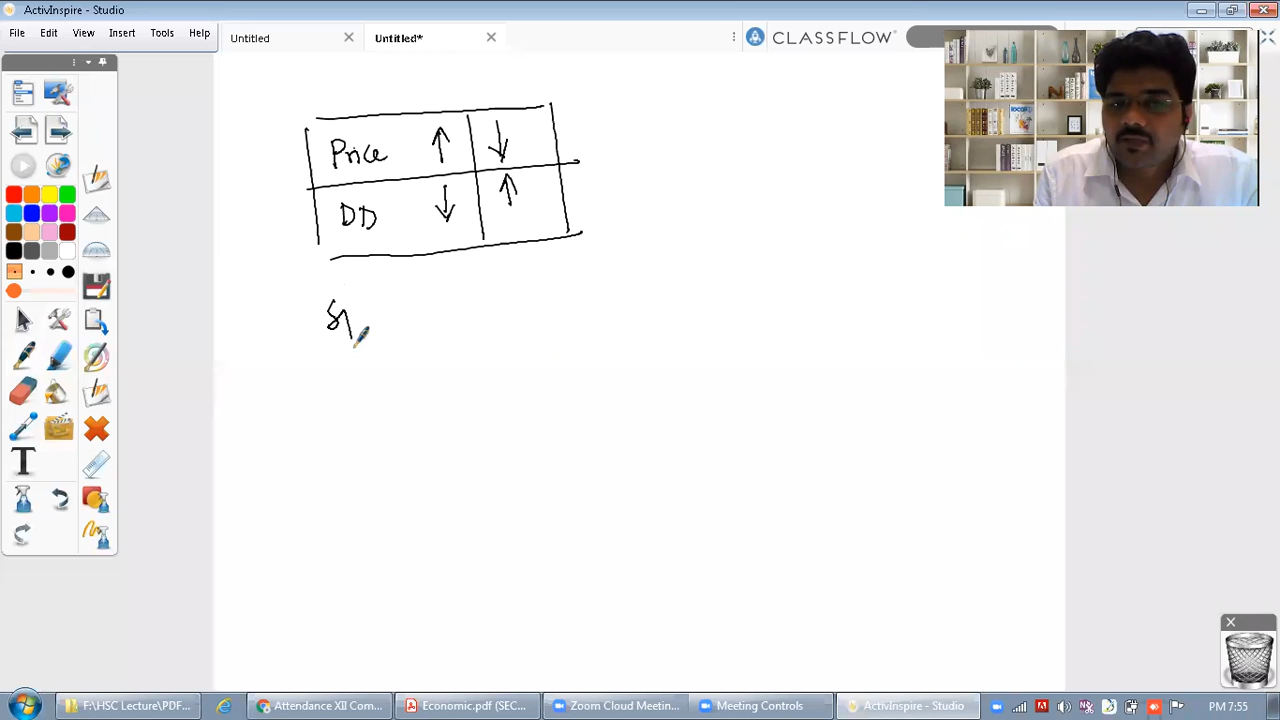 ActivInspire - Studio
File Edit View Insert Tools Help
Untitled
Untitled*
CLASSFLOW
Price ↑ ↓
DD ↓ ↑
T
F:\HSC Lecture\PDF...
Attendance XII Com...
Economic.pdf (SEC...
Zoom Cloud Meetin...
Meeting Controls
ActivInspire - Studio
PM 7:55